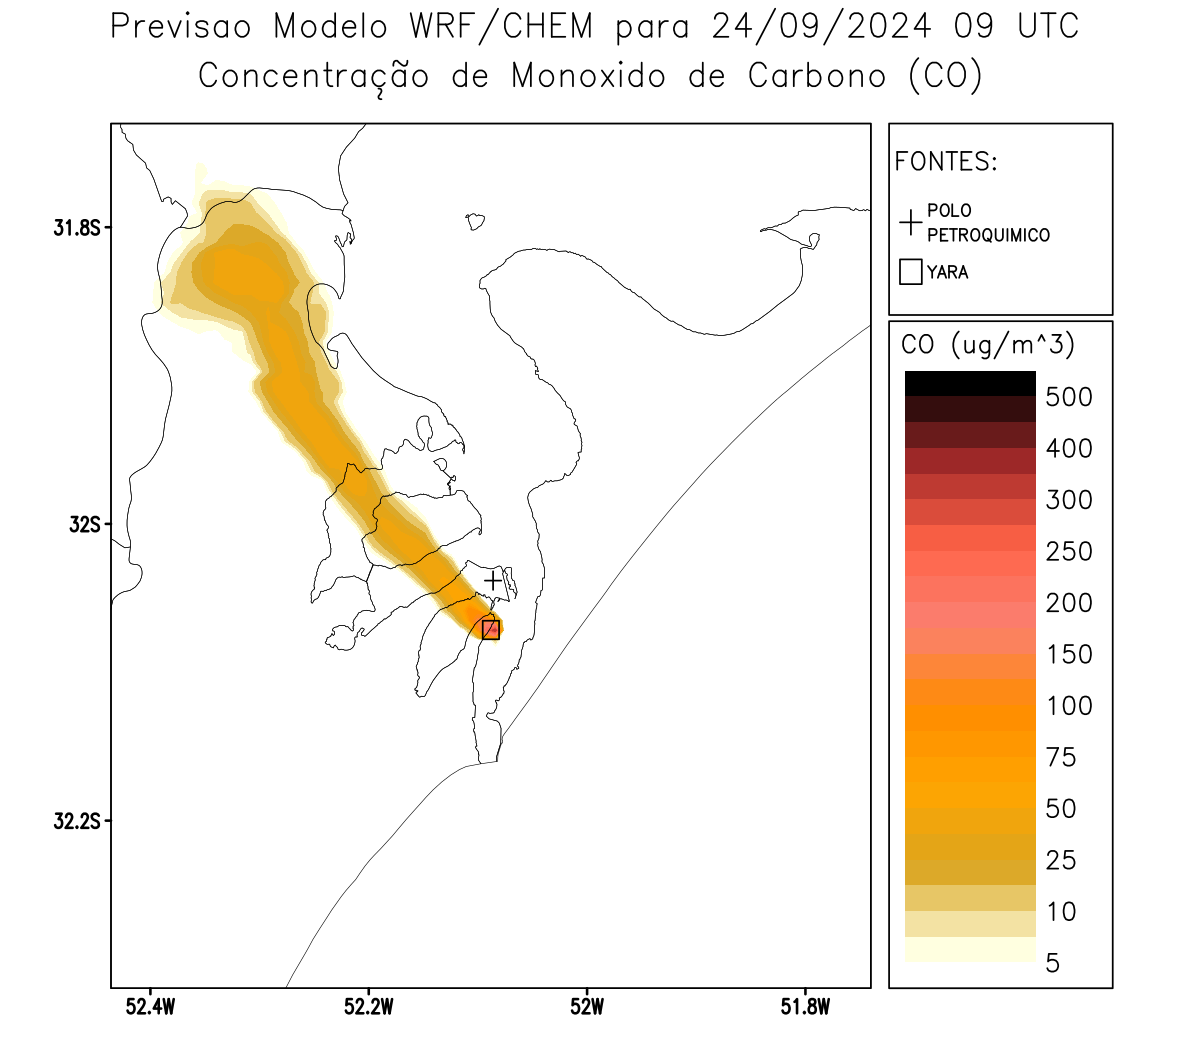 Previsao Modelo WRF/CHEM para 24/09/2024 09 UTC
Concentração de Monoxido de Carbono (CO)
FONTES:
POLO
PETROQUIMICO
YARA
CO (ug/m^3)
500
400
300
250
200
150
100
75
50
25
10
5
31.8S
32S
32.2S
52.4W
52.2W
52W
51.8W